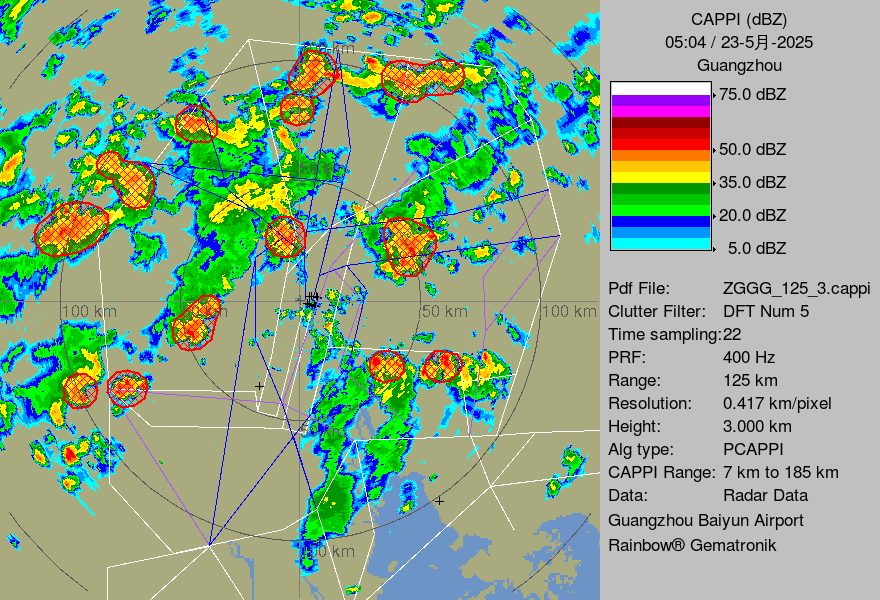 CAPPI (dBZ)
05:04 / 23-5月-2025
Guangzhou
75.0 dBZ
50.0 dBZ
35.0 dBZ
20.0 dBZ
5.0 dBZ
Pdf File: ZGGG_125_3.cappi
Clutter Filter: DFT Num 5
Time sampling:22
PRF: 400 Hz
Range: 125 km
Resolution: 0.417 km/pixel
Height: 3.000 km
Alg type: PCAPPI
CAPPI Range: 7 km to 185 km
Data: Radar Data
Guangzhou Baiyun Airport
Rainbow® Gematronik
km
100 km
km
50 km
100 km
km